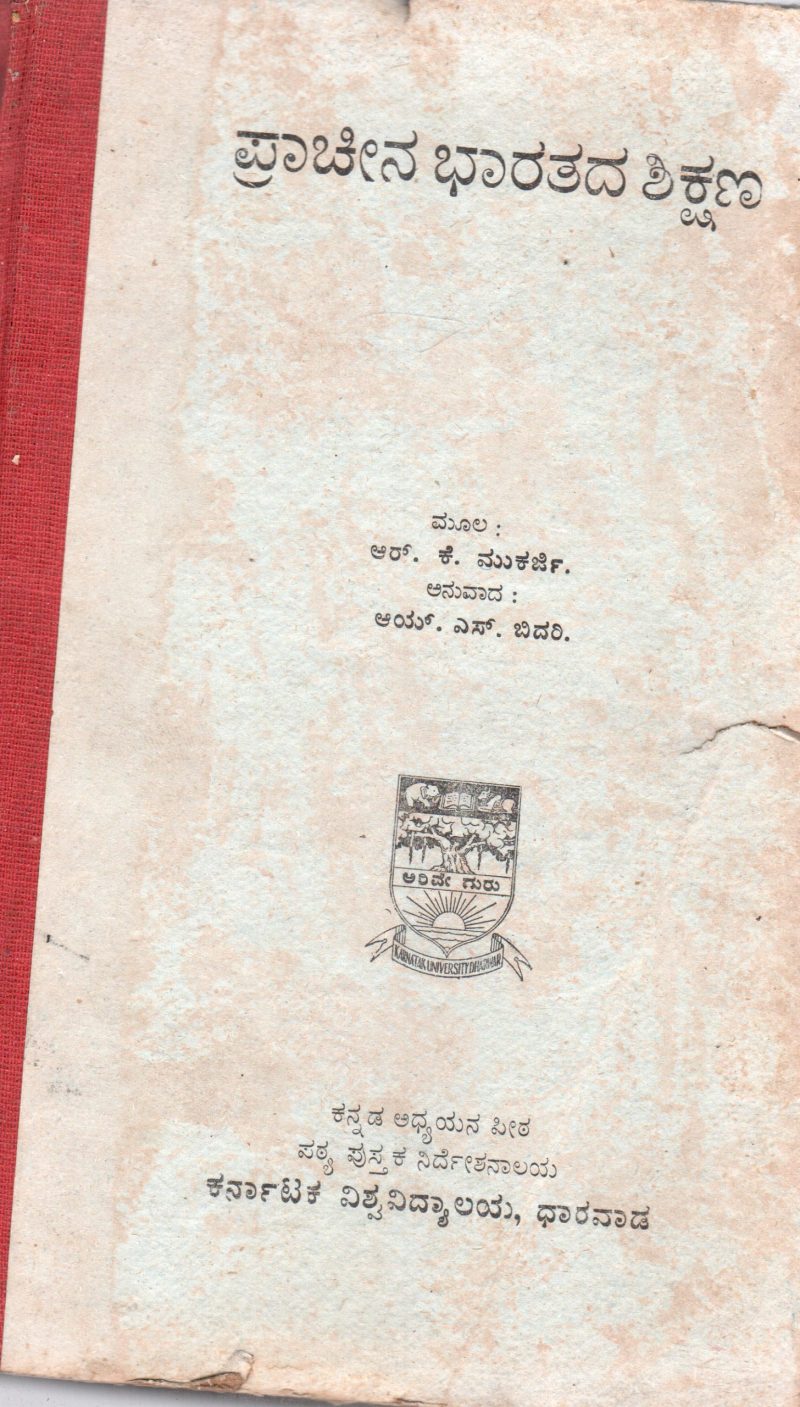 ಪ್ರಾಚೀನ ಭಾರತದ ಶಿಕ್ಷಣ
ಮೂಲ :
ಆರ್. ಕೆ. ಮುಕರ್ಜಿ.
ಅನುವಾದ :
ಆಯ್. ಎಸ್. ಬಿದರಿ.
ಅರಿವೇ ಗುರು
KARNATAK UNIVERSITY DHARWAR
ಕನ್ನಡ ಅಧ್ಯಯನ ಪೀಠ
ಪಠ್ಯ ಪುಸ್ತಕ ನಿರ್ದೇಶನಾಲಯ
ಕರ್ನಾಟಕ ವಿಶ್ವವಿದ್ಯಾಲಯ, ಧಾರವಾಡ